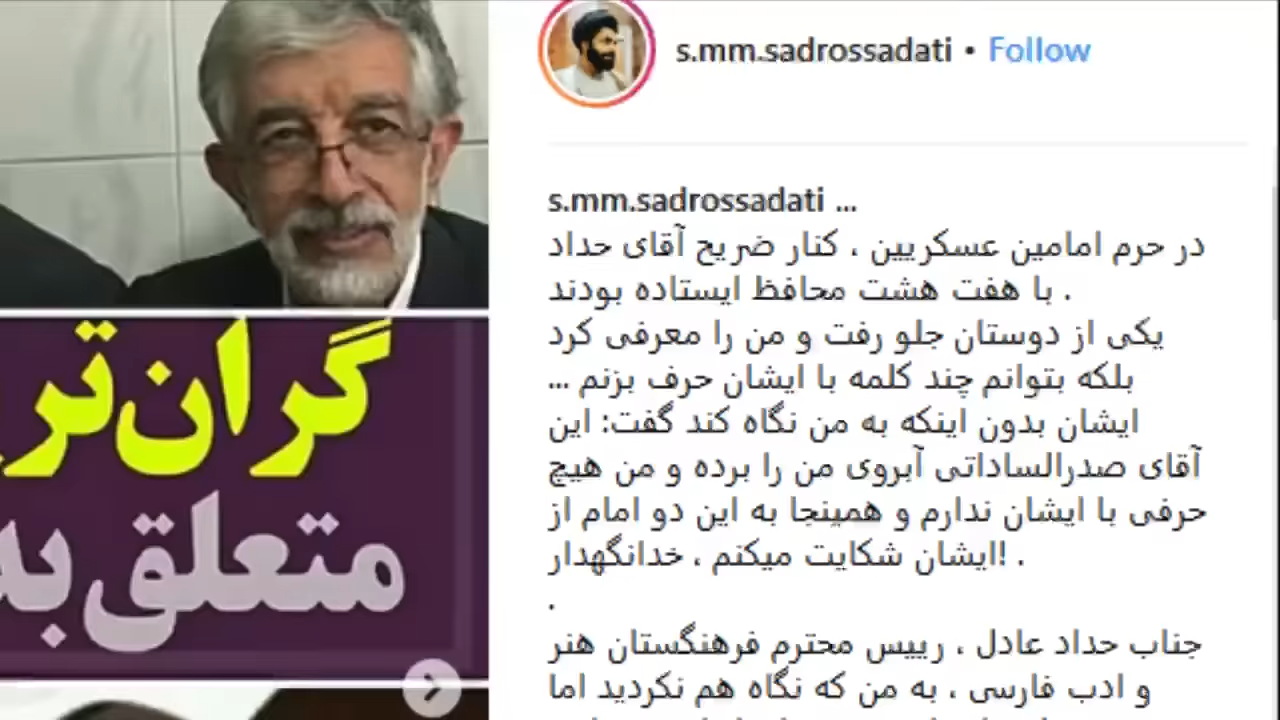 s.mm.sadrossadati • Follow
s.mm.sadrossadati ...
در حرم امامین عسکریین ، کنار ضریح آقای حداد
با هفت هشت محافظ ایستاده بودند .
یکی از دوستان جلو رفت و من را معرفی کرد
بلکه بتوانم چند کلمه با ایشان حرف بزنم ...
ایشان بدون اینکه به من نگاه کند گفت: این
آقای صدرالساداتی آبروی من را برده و من هیچ
حرفی با ایشان ندارم و همینجا به این دو امام از
ایشان شکایت میکنم ، خدانگهدار! .
.
جناب حداد عادل ، رییس محترم فرهنگستان هنر
و ادب فارسی ، به من که نگاه هم نکردید اما
گران‌تر
متعلق به